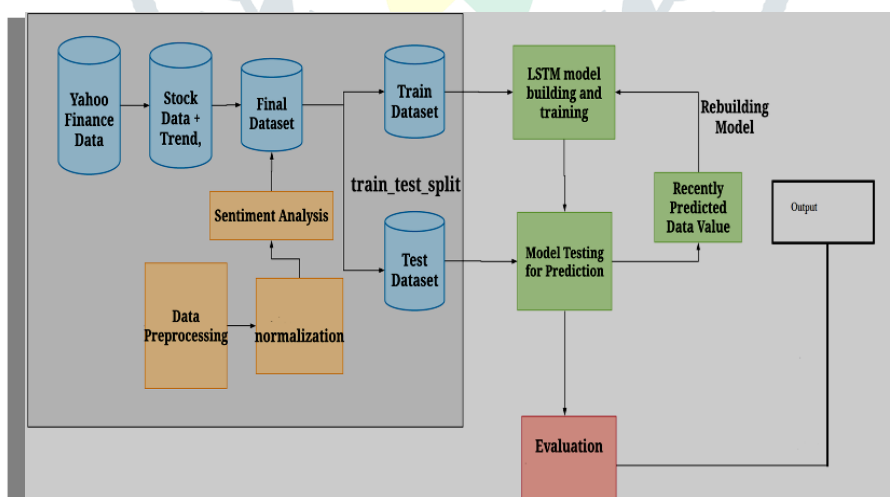 Yahoo
Finance
Data
Stock
Data +
Trend,
Final
Dataset
Train
Dataset
LSTM model
building and
training
Rebuilding
Model
train_test_split
Sentiment Analysis
Recently
Predicted
Data Value
Output
Test
Dataset
Model Testing
for Prediction
Data
Preprocessing
normalization
Evaluation